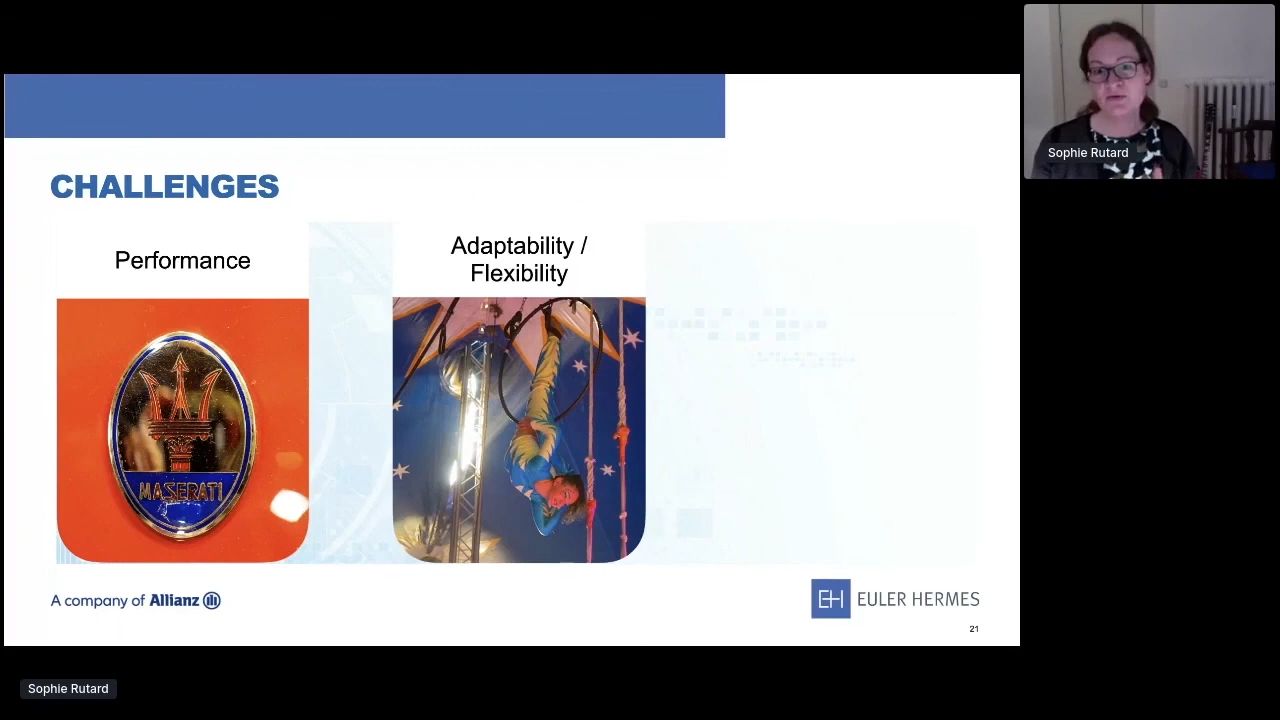 CHALLENGES
Performance
Adaptability /
Flexibility
MASERATI
A company of Allianz
EH EULER HERMES
21
Sophie Rutard
Sophie Rutard